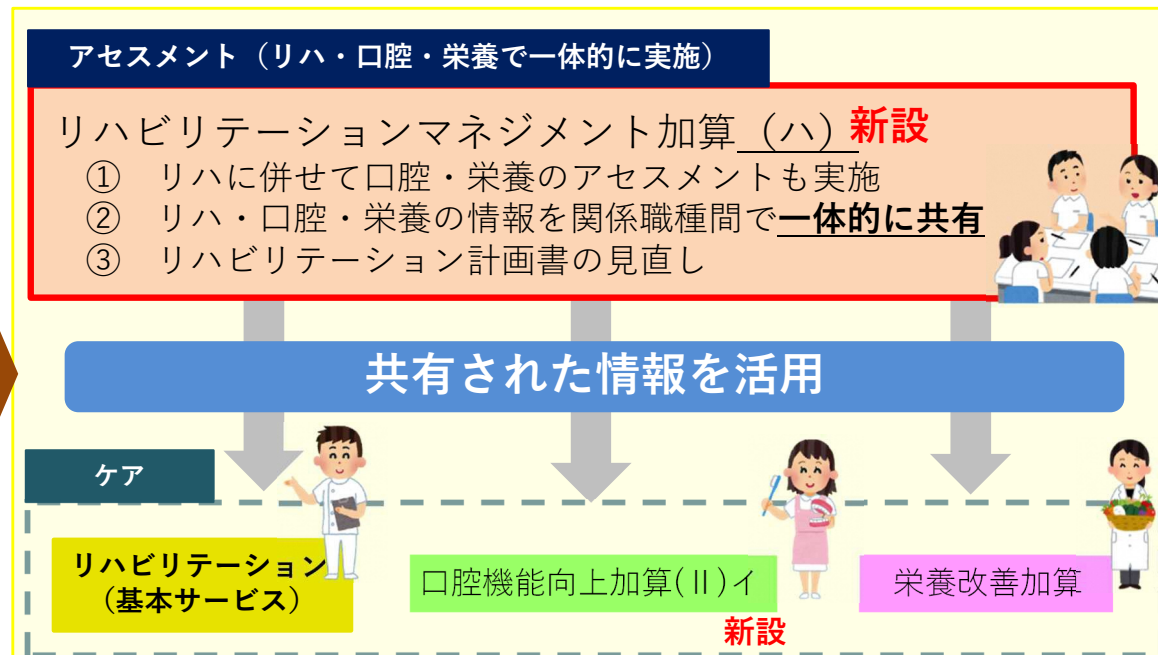 アセスメント（リハ・口腔・栄養で一体的に実施）
リハビリテーションマネジメント加算（ハ）新設
① リハに併せて口腔・栄養のアセスメントも実施
② リハ・口腔・栄養の情報を関係職種間で一体的に共有
③ リハビリテーション計画書の見直し
共有された情報を活用
ケア
リハビリテーション
（基本サービス）
口腔機能向上加算(Ⅱ)イ
新設
栄養改善加算